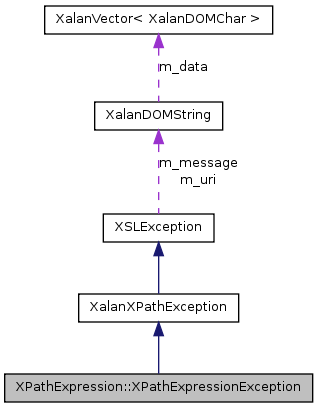 XalanVector< XalanDOMChar >
m_data
XalanDOMString
m_message
m_uri
XSLException
XalanXPathException
XPathExpression::XPathExpressionException